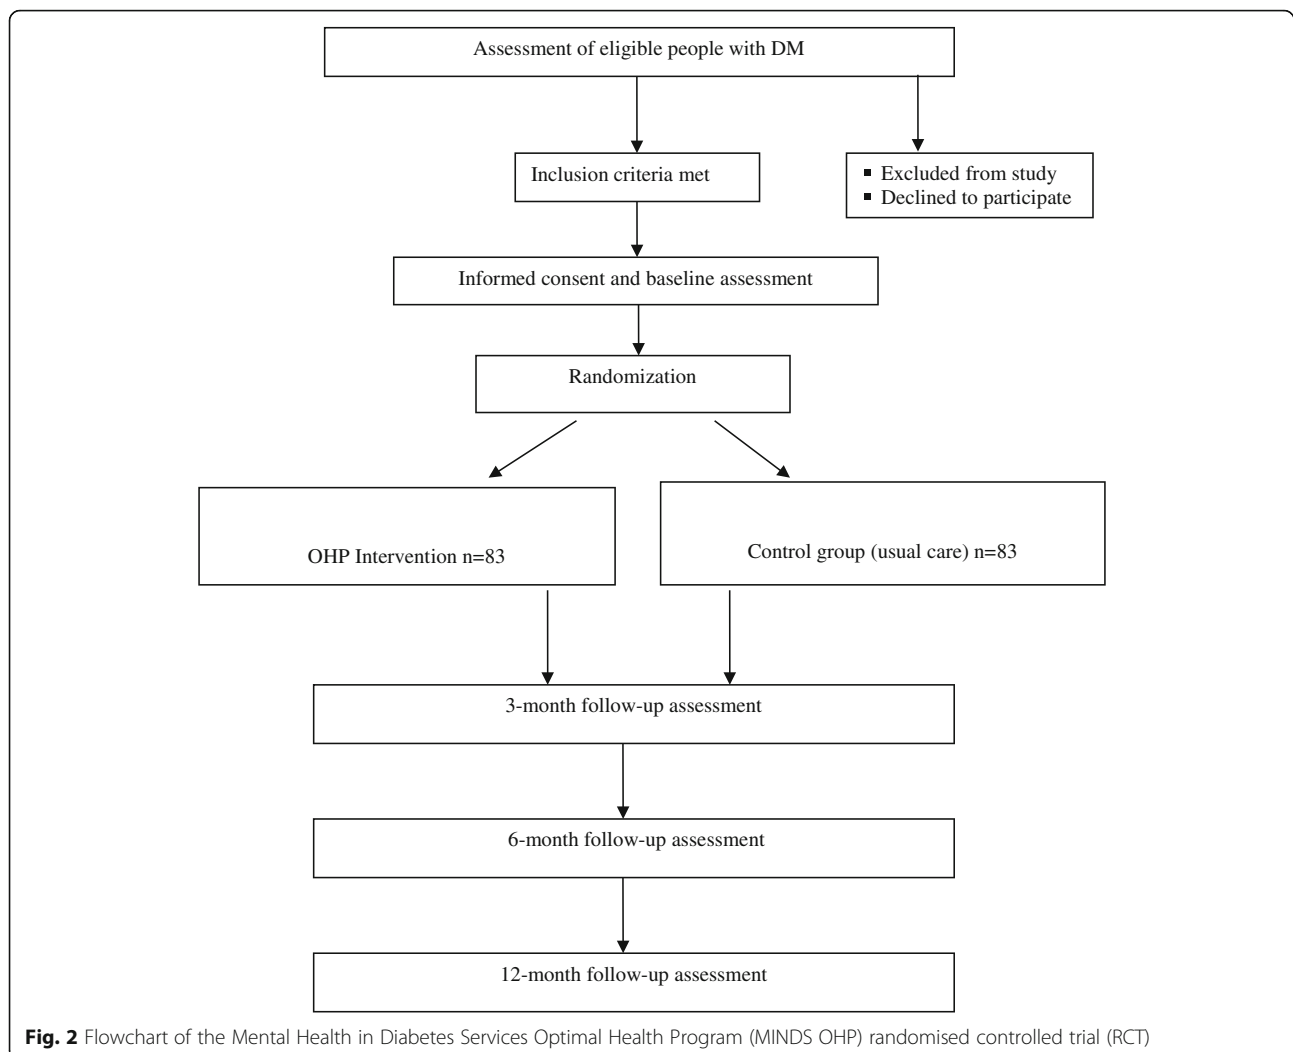 Assessment of eligible people with DM
Inclusion criteria met
▪ Excluded from study
▪ Declined to participate
Informed consent and baseline assessment
Randomization
OHP Intervention n=83
Control group (usual care) n=83
3-month follow-up assessment
6-month follow-up assessment
12-month follow-up assessment
Fig. 2 Flowchart of the Mental Health in Diabetes Services Optimal Health Program (MINDS OHP) randomised controlled trial (RCT)